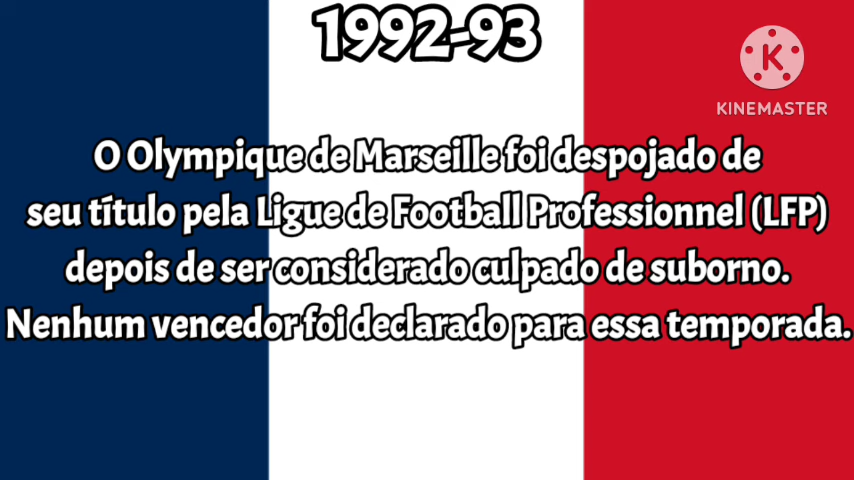 1992-93
KINEMASTER
O Olympique de Marseille foi despojado de
seu título pela Ligue de Football Professionnel (LFP)
depois de ser considerado culpado de suborno.
Nenhum vencedor foi declarado para essa temporada.